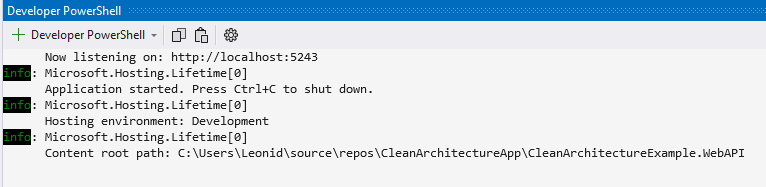 Developer PowerShell
+ Developer PowerShell
Now listening on: http://localhost:5243
info: Microsoft.Hosting.Lifetime[0]
Application started. Press Ctrl+C to shut down.
info: Microsoft.Hosting.Lifetime[0]
Hosting environment: Development
info: Microsoft.Hosting.Lifetime[0]
Content root path: C:\Users\Leonid\source\repos\CleanArchitectureApp\CleanArchitectureExample.WebAPI